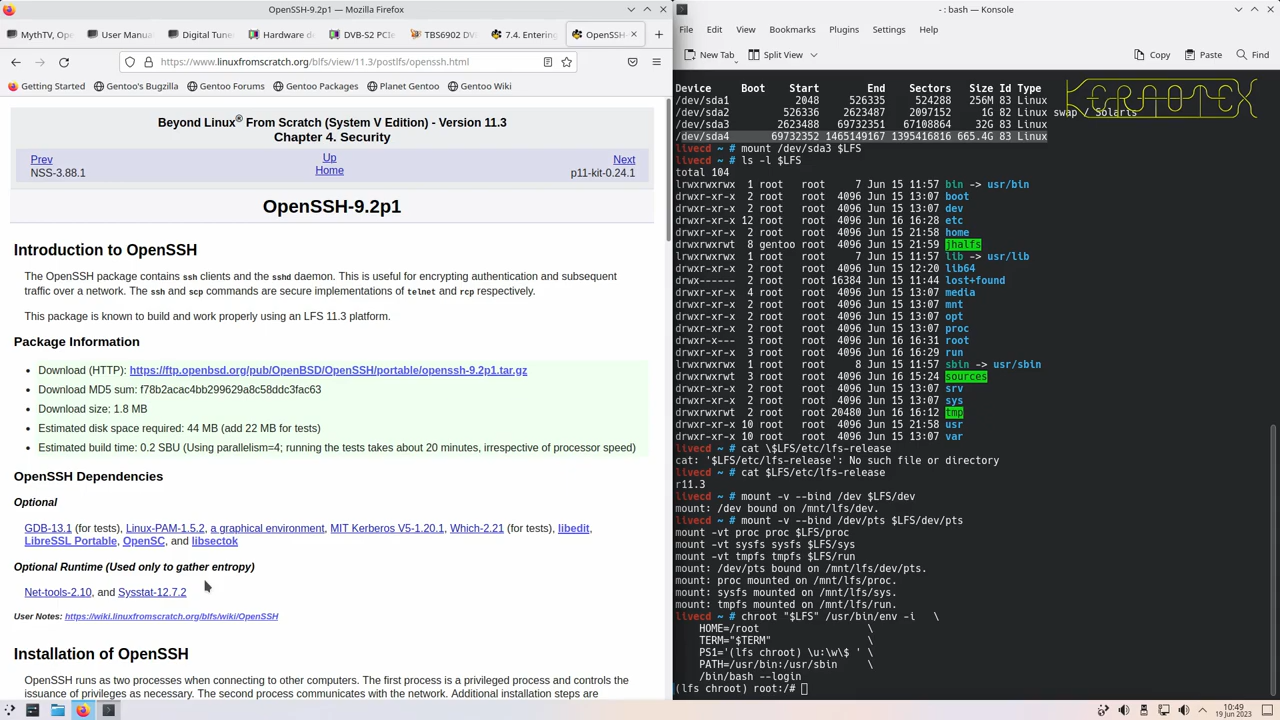 OpenSSH-9.2p1 — Mozilla Firefox
MythTV, Ope
User Manua
Digital Tune
Hardware de
DVB-S2 PCIe
TBS6902 DV
7.4. Entering
OpenSSH-
https://www.linuxfromscratch.org/blfs/view/11.3/postlfs/openssh.html
Getting Started
Gentoo's Bugzilla
Gentoo Forums
Gentoo Packages
Planet Gentoo
Gentoo Wiki
Beyond Linux® From Scratch (System V Edition) - Version 11.3
Chapter 4. Security
Prev
Up
Next
NSS-3.88.1
Home
p11-kit-0.24.1
OpenSSH-9.2p1
Introduction to OpenSSH
The OpenSSH package contains ssh clients and the sshd daemon. This is useful for encrypting authentication and subsequent
traffic over a network. The ssh and scp commands are secure implementations of telnet and rcp respectively.
This package is known to build and work properly using an LFS 11.3 platform.
Package Information
• Download (HTTP): https://ftp.openbsd.org/pub/OpenBSD/OpenSSH/portable/openssh-9.2p1.tar.gz
• Download MD5 sum: f78b2acac4bb299629a8c58ddc3fac63
• Download size: 1.8 MB
• Estimated disk space required: 44 MB (add 22 MB for tests)
• Estimated build time: 0.2 SBU (Using parallelism=4; running the tests takes about 20 minutes, irrespective of processor speed)
OpenSSH Dependencies
Optional
GDB-13.1 (for tests), Linux-PAM-1.5.2, a graphical environment, MIT Kerberos V5-1.20.1, Which-2.21 (for tests), libedit,
LibreSSL Portable, OpenSC, and libsectok
Optional Runtime (Used only to gather entropy)
Net-tools-2.10, and Sysstat-12.7.2
User Notes: https://wiki.linuxfromscratch.org/blfs/wiki/OpenSSH
Installation of OpenSSH
OpenSSH runs as two processes when connecting to other computers. The first process is a privileged process and controls the
issuance of privileges as necessary. The second process communicates with the network. Additional installation steps are
- : bash — Konsole
File Edit View Bookmarks Plugins Settings Help
New Tab Split View Copy Paste Find
Device Boot Start End Sectors Size Id Type
/dev/sda1 2048 526335 524288 256M 83 Linux
/dev/sda2 526336 2623487 2097152 1G 82 Linux swap / Solaris
/dev/sda3 2623488 69732351 67108864 32G 83 Linux
/dev/sda4 69732352 1465149167 1395416816 665.4G 83 Linux
livecd ~ # mount /dev/sda3 $LFS
livecd ~ # ls -l $LFS
total 104
lrwxrwxrwx 1 root root 7 Jun 15 11:57 bin -> usr/bin
drwxr-xr-x 2 root root 4096 Jun 15 13:07 boot
drwxr-xr-x 2 root root 4096 Jun 15 13:07 dev
drwxr-xr-x 12 root root 4096 Jun 16 16:28 etc
drwxr-xr-x 2 root root 4096 Jun 15 21:58 home
drwxrwxrwt 8 gentoo root 4096 Jun 15 21:59 jhalfs
lrwxrwxrwx 1 root root 7 Jun 15 11:57 lib -> usr/lib
drwxr-xr-x 2 root root 4096 Jun 15 12:20 lib64
drwx------ 2 root root 16384 Jun 15 11:44 lost+found
drwxr-xr-x 4 root root 4096 Jun 15 13:07 media
drwxr-xr-x 2 root root 4096 Jun 15 13:07 mnt
drwxr-xr-x 2 root root 4096 Jun 15 13:07 opt
drwxr-xr-x 2 root root 4096 Jun 15 13:07 proc
drwxr-x--- 3 root root 4096 Jun 16 16:31 root
drwxr-xr-x 3 root root 4096 Jun 16 16:29 run
lrwxrwxrwx 1 root root 8 Jun 15 11:57 sbin -> usr/sbin
drwxrwxrwt 3 root root 4096 Jun 16 15:24 sources
drwxr-xr-x 2 root root 4096 Jun 15 13:07 srv
drwxr-xr-x 2 root root 4096 Jun 15 13:07 sys
drwxrwxrwt 2 root root 20480 Jun 16 16:12 tmp
drwxr-xr-x 10 root root 4096 Jun 15 21:58 usr
drwxr-xr-x 10 root root 4096 Jun 15 13:07 var
livecd ~ # cat \$LFS/etc/lfs-release
cat: '$LFS/etc/lfs-release': No such file or directory
livecd ~ # cat $LFS/etc/lfs-release
r11.3
livecd ~ # mount -v --bind /dev $LFS/dev
mount: /dev bound on /mnt/lfs/dev.
livecd ~ # mount -v --bind /dev/pts $LFS/dev/pts
mount -vt proc proc $LFS/proc
mount -vt sysfs sysfs $LFS/sys
mount -vt tmpfs tmpfs $LFS/run
mount: /dev/pts bound on /mnt/lfs/dev/pts.
mount: proc mounted on /mnt/lfs/proc.
mount: sysfs mounted on /mnt/lfs/sys.
mount: tmpfs mounted on /mnt/lfs/run.
livecd ~ # chroot "$LFS" /usr/bin/env -i \
HOME=/root \
TERM="$TERM" \
PS1='(lfs chroot) \u:\w\$ ' \
PATH=/usr/bin:/usr/sbin \
/bin/bash --login
(lfs chroot) root:/#
10:49
19 Jun 2023